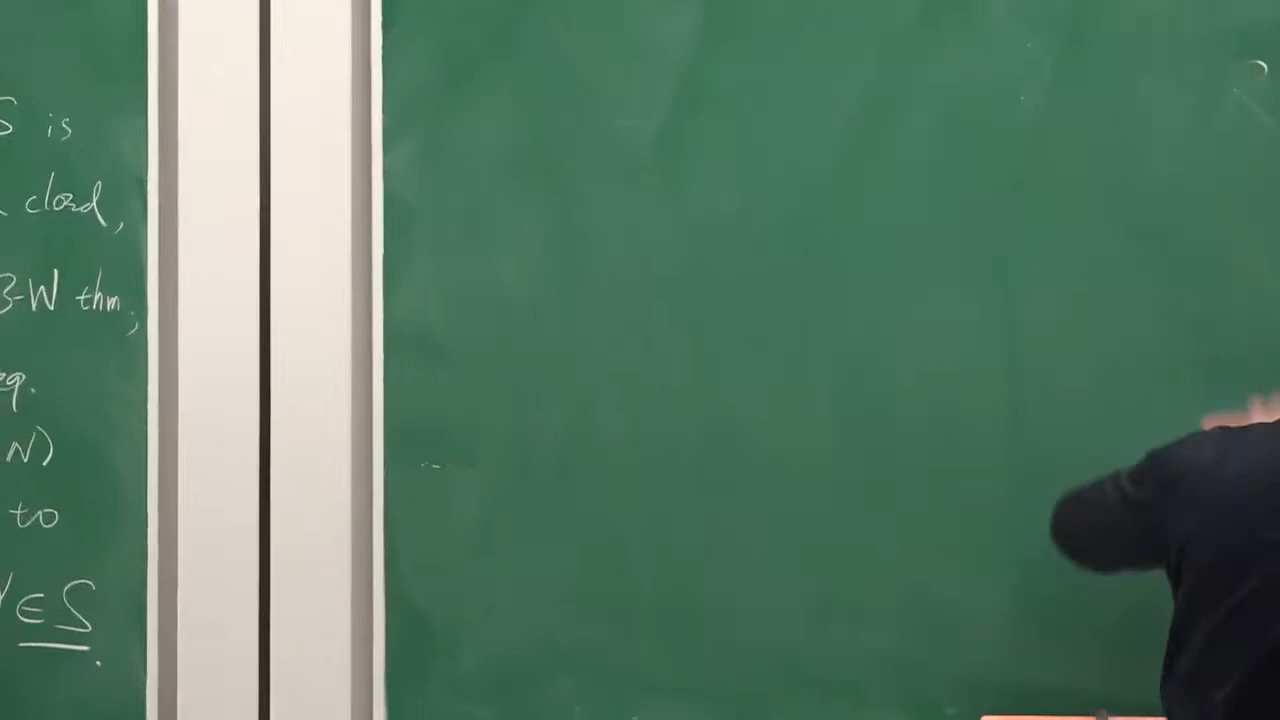 S is
closed,
B-W thm;
eq.
N)
to
∈ S.